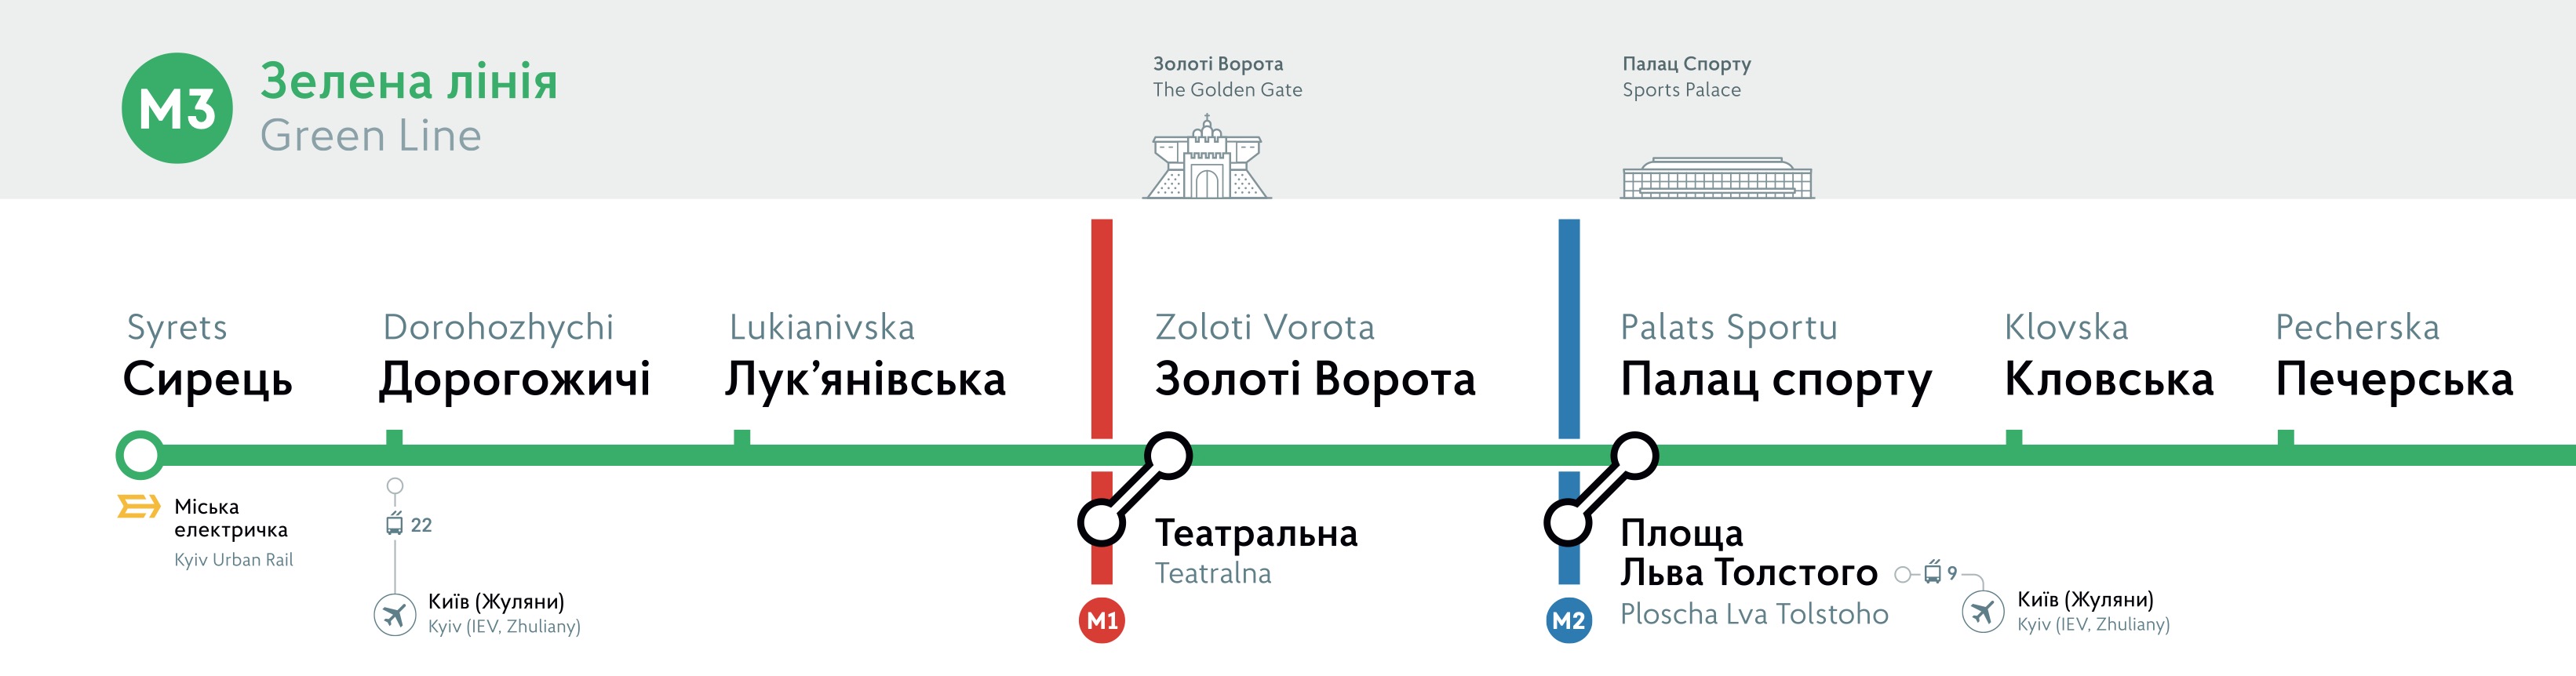 M3
Зелена лінія
Green Line
Золоті Ворота
The Golden Gate
Палац Спорту
Sports Palace
Syrets
Сирець
Dorohozhychi
Дорогожичі
Lukianivska
Лук’янівська
Zoloti Vorota
Золоті Ворота
Palats Sportu
Палац спорту
Klovska
Кловська
Pecherska
Печерська
Міська
електричка
Kyiv Urban Rail
22
Київ (Жуляни)
Kyiv (IEV, Zhuliany)
Театральна
Teatralna
M1
Площа
Льва Толстого
Ploscha Lva Tolstoho
M2
9
Київ (Жуляни)
Kyiv (IEV, Zhuliany)